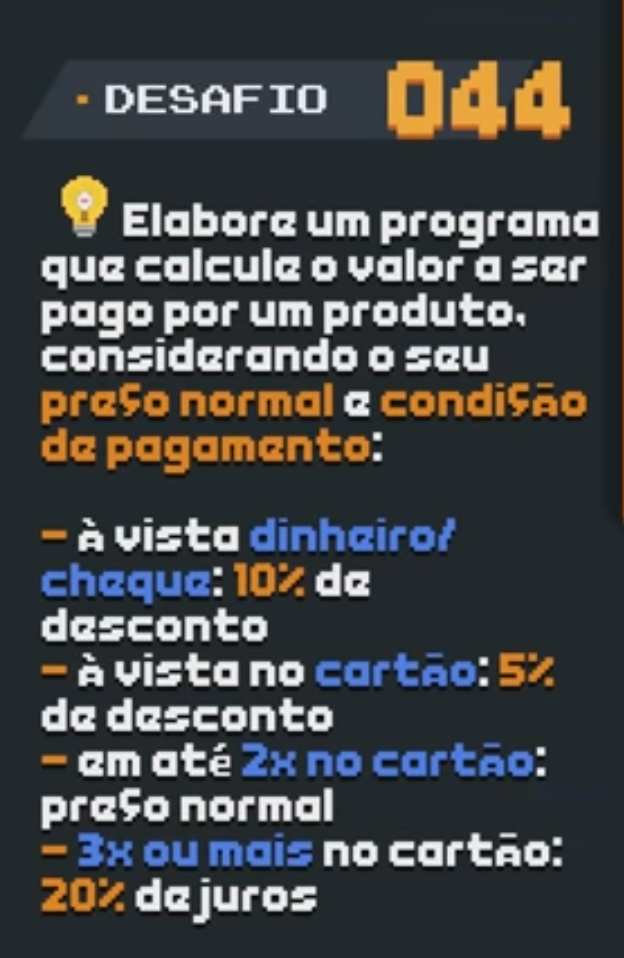 • DESAFIO 044
Elabore um programa
que calcule o valor a ser
pago por um produto,
considerando o seu
preço normal e condição
de pagamento:
- à vista dinheiro/
cheque: 10% de
desconto
- à vista no cartão: 5%
de desconto
- em até 2x no cartão:
preço normal
- 3x ou mais no cartão:
20% de juros